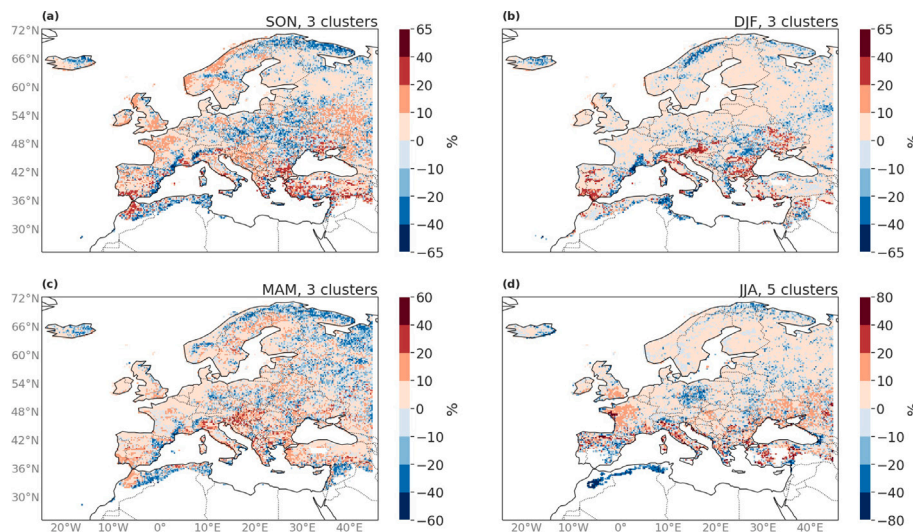 (a) SON, 3 clusters
72°N
66°N
60°N
54°N
48°N
42°N
36°N
30°N
65
40
20
10
0
−10
−20
−40
−65
%
(b) DJF, 3 clusters
65
40
20
10
0
−10
−20
−40
−65
%
(c) MAM, 3 clusters
72°N
66°N
60°N
54°N
48°N
42°N
36°N
30°N
20°W 10°W 0° 10°E 20°E 30°E 40°E
60
40
20
10
0
−10
−20
−40
−60
%
(d) JJA, 5 clusters
20°W 10°W 0° 10°E 20°E 30°E 40°E
80
40
20
10
0
−10
−20
−40
−80
%